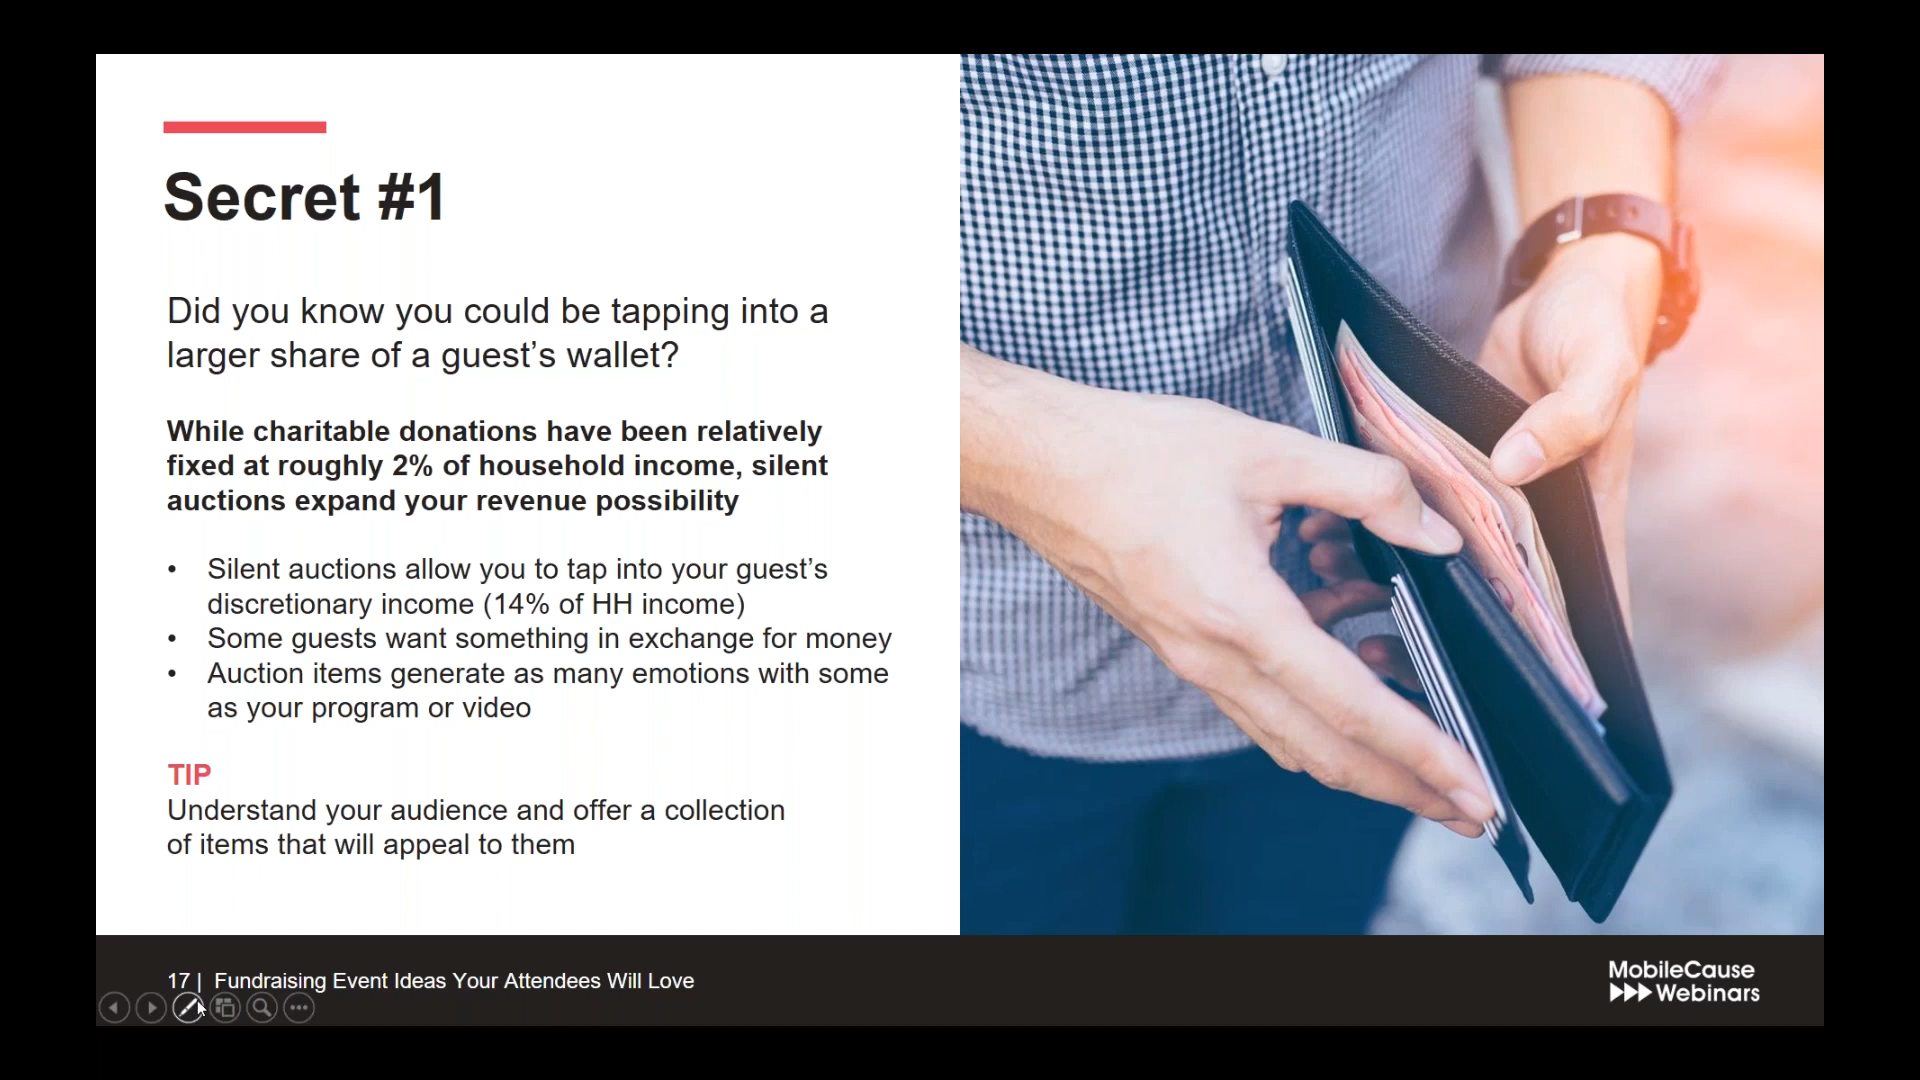 Secret #1
Did you know you could be tapping into a
larger share of a guest’s wallet?
While charitable donations have been relatively
fixed at roughly 2% of household income, silent
auctions expand your revenue possibility
• Silent auctions allow you to tap into your guest’s
discretionary income (14% of HH income)
• Some guests want something in exchange for money
• Auction items generate as many emotions with some
as your program or video
TIP
Understand your audience and offer a collection
of items that will appeal to them
17 | Fundraising Event Ideas Your Attendees Will Love
MobileCause
Webinars